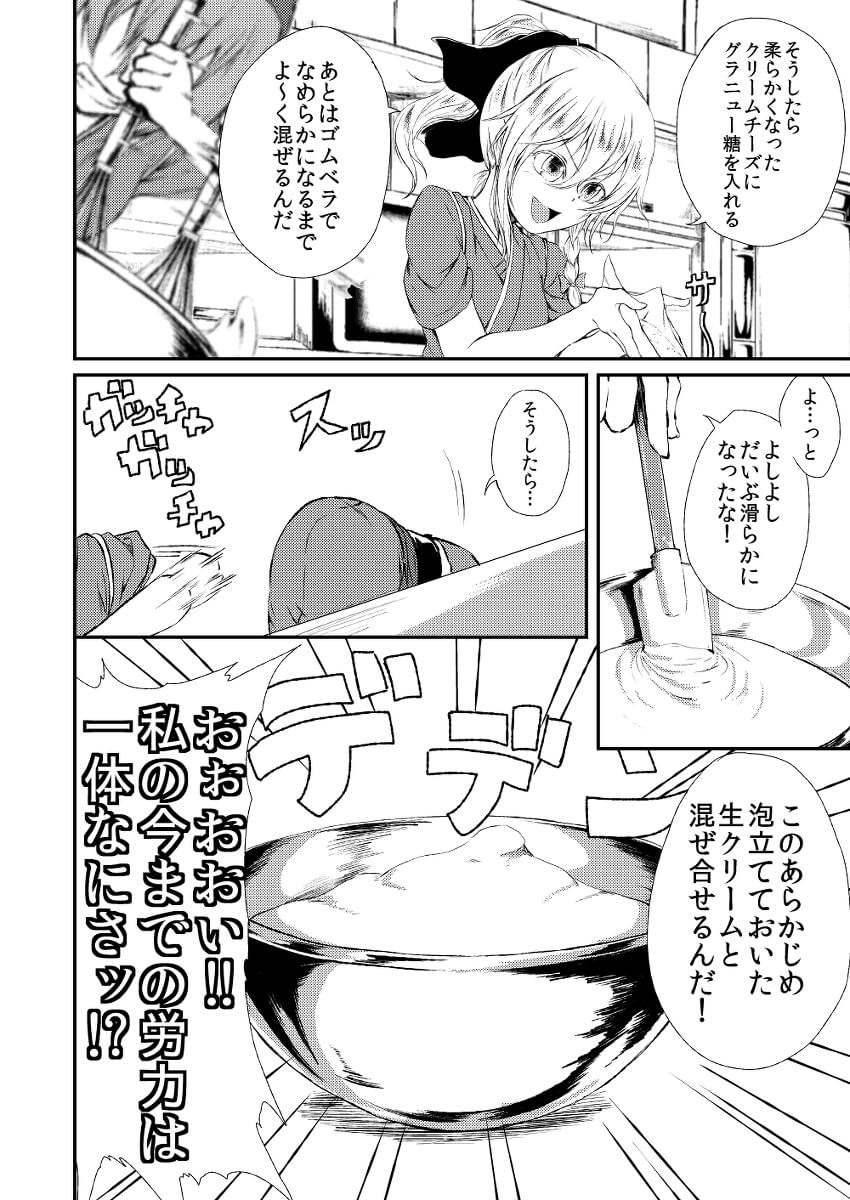 そうしたら
柔らかくなった
クリームチーズに
グラニュー糖を入れる
サー
あとはゴムベラで
なめらかになるまで
よ～く混ぜるんだ
よ…っと
よしよし
だいぶ滑らかに
なったな！
そうしたら…
スッ
ガッチャ
ガッチャ
このあらかじめ
泡立てておいた
生クリームと
混ぜ合せるんだ！
デデン
おぉおおい!!
私の今までの労力は
一体なにさッ!?